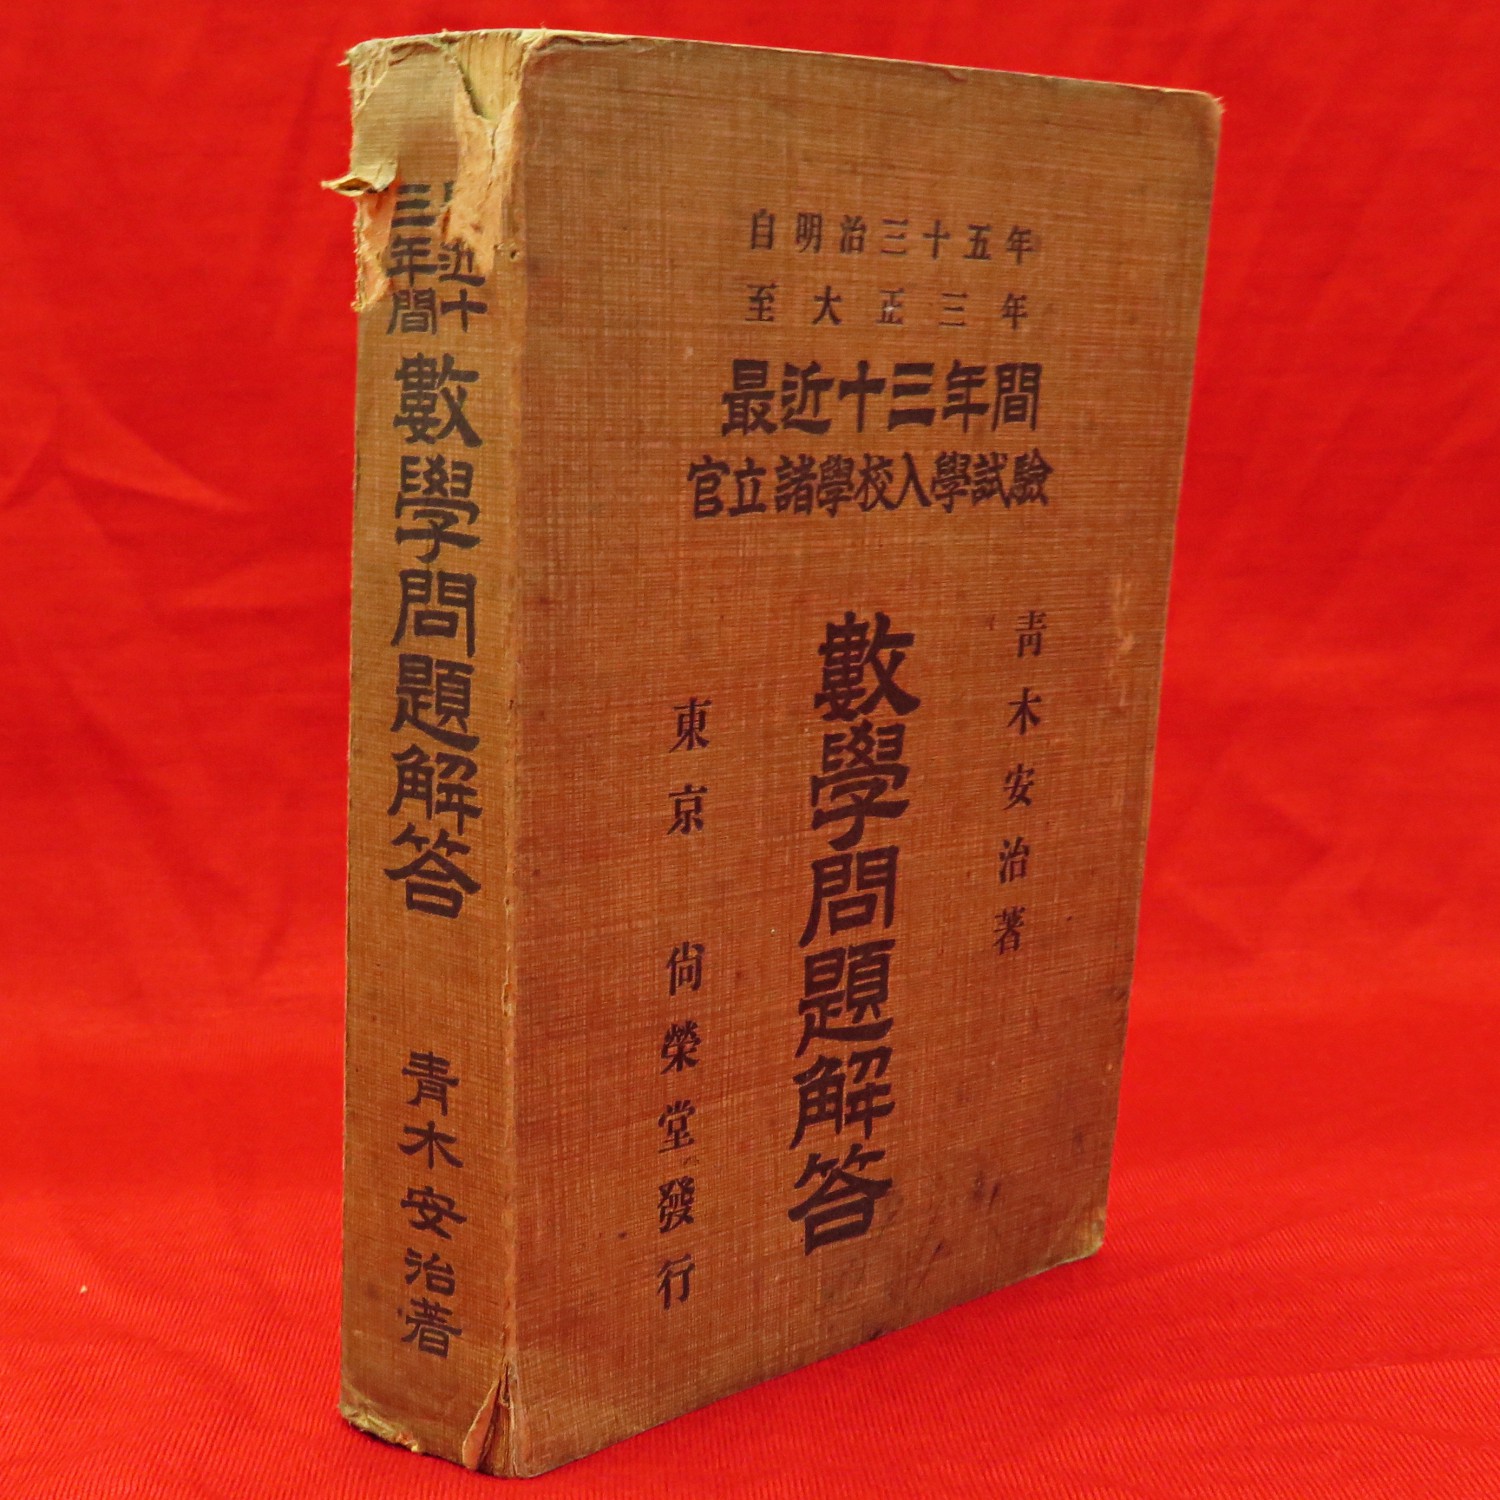 自明治三十五年
至大正三年
最近十三年間
官立諸學校入學試驗
青木安治著
數學問題解答
東京 尙榮堂發行
近十
三年間
數學問題解答
青木安治著